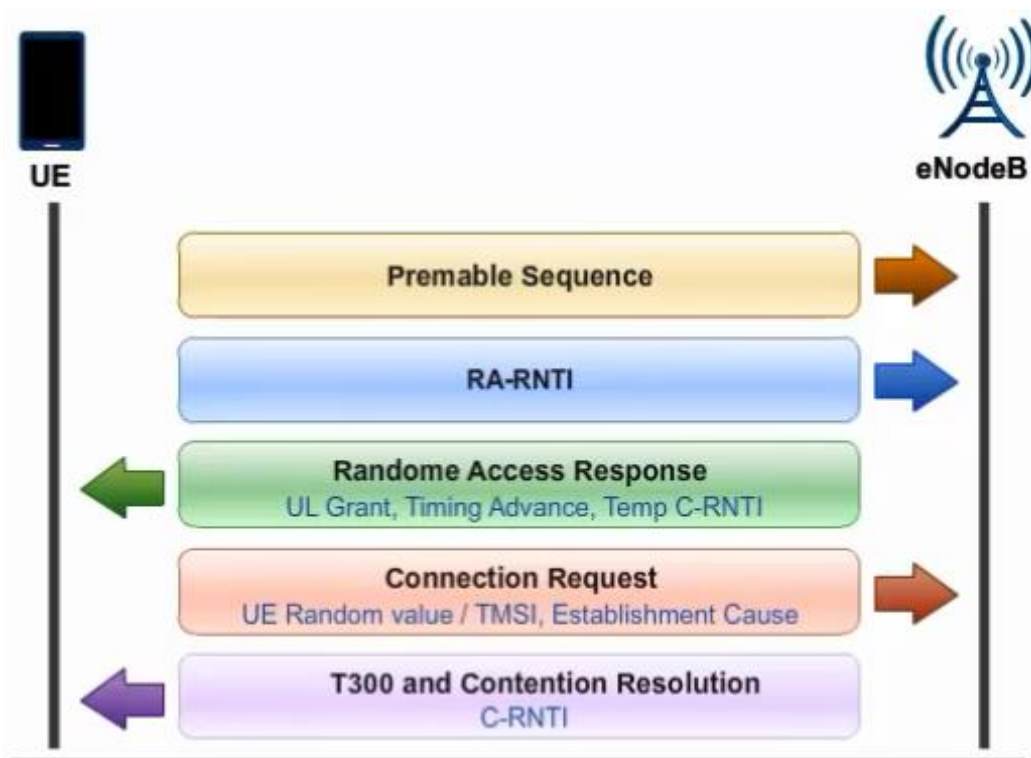 UE
eNodeB
Premable Sequence
RA-RNTI
Randome Access Response
UL Grant, Timing Advance, Temp C-RNTI
Connection Request
UE Random value / TMSI, Establishment Cause
T300 and Contention Resolution
C-RNTI